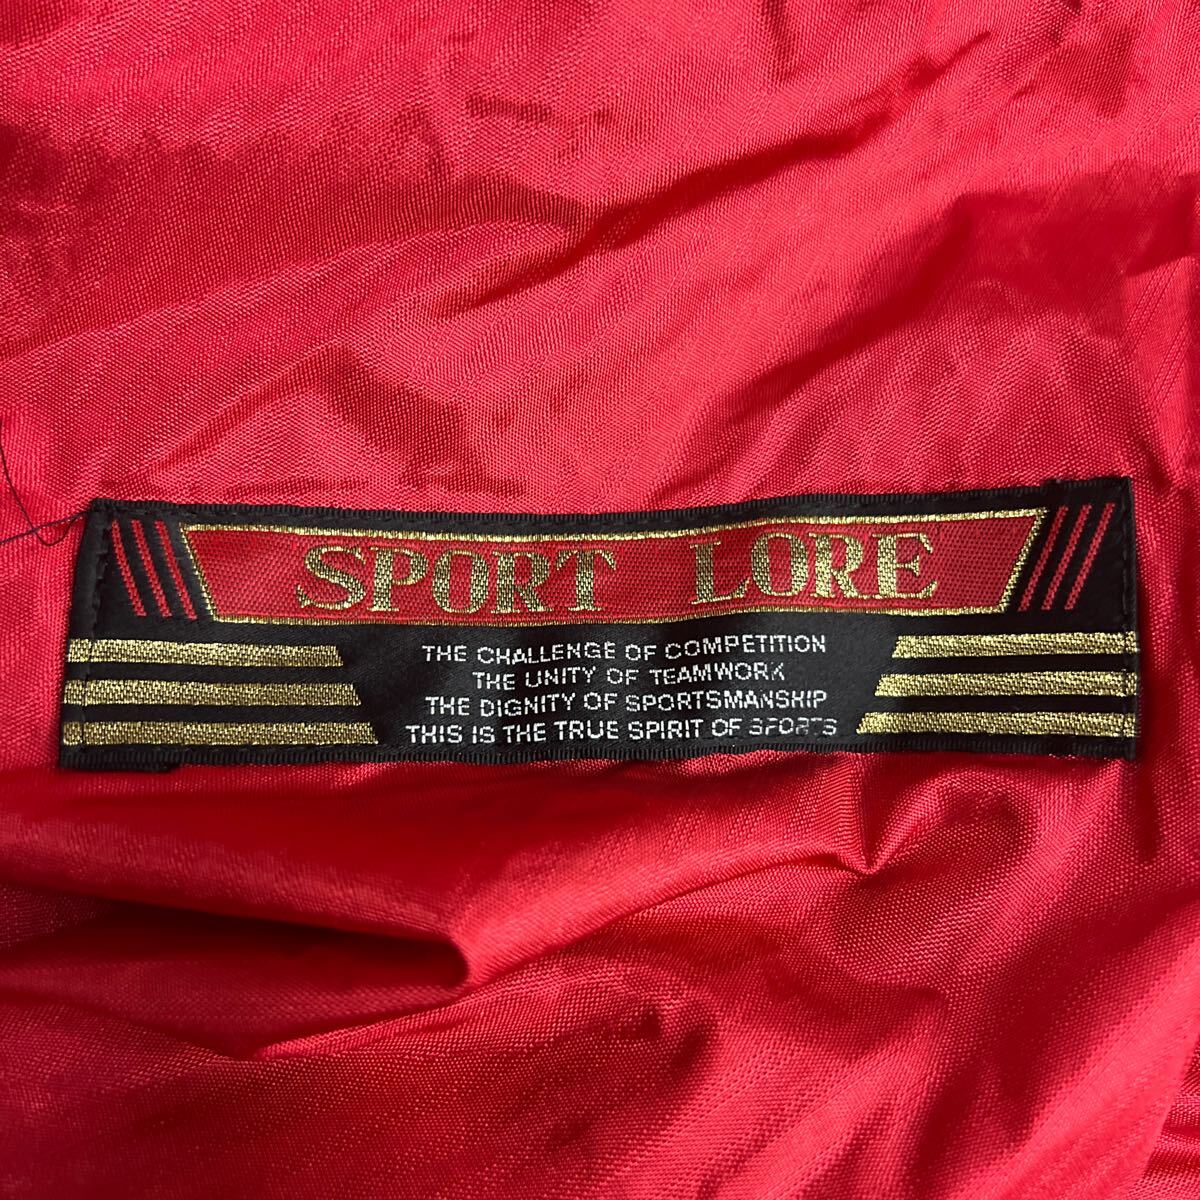 SPORT LORE
THE CHALLENGE OF COMPETITION
THE UNITY OF TEAMWORK
THE DIGNITY OF SPORTSMANSHIP
THIS IS THE TRUE SPIRIT OF SPORTS